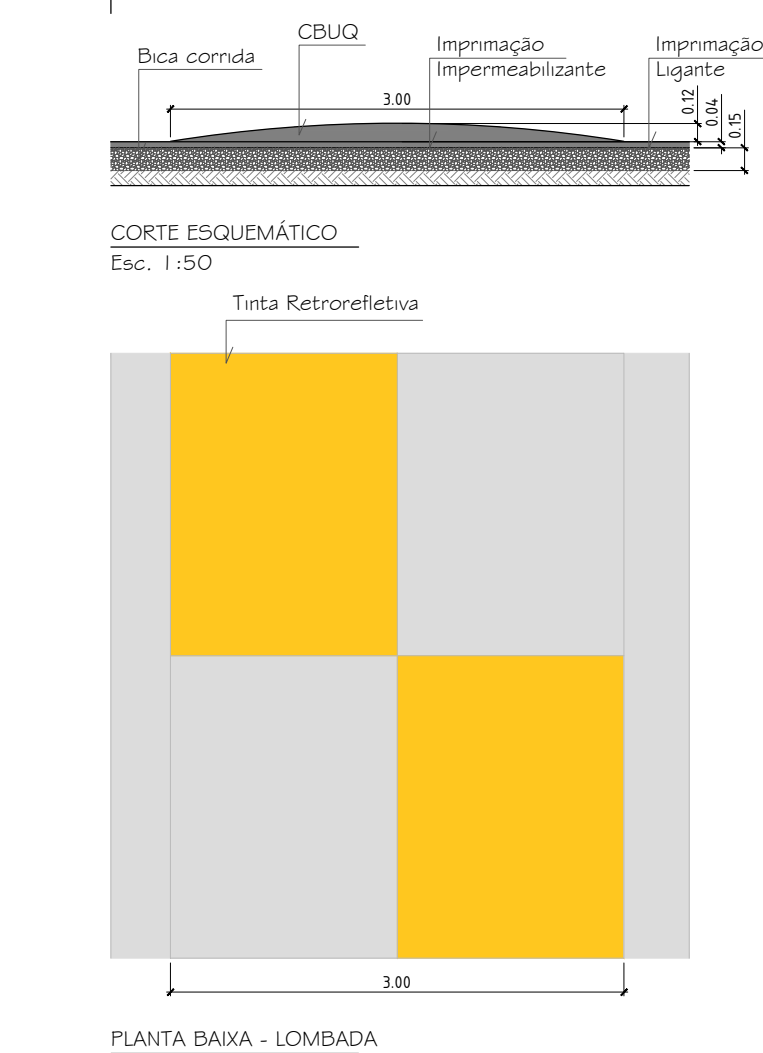 CBUQ
Bica corrida
Imprimação
Impermeabilizante
Imprimação
Ligante
3.00
0.12
0.04
0.15
CORTE ESQUEMÁTICO
Esc. 1:50
Tinta Retrorefletiva
3.00
PLANTA BAIXA - LOMBADA